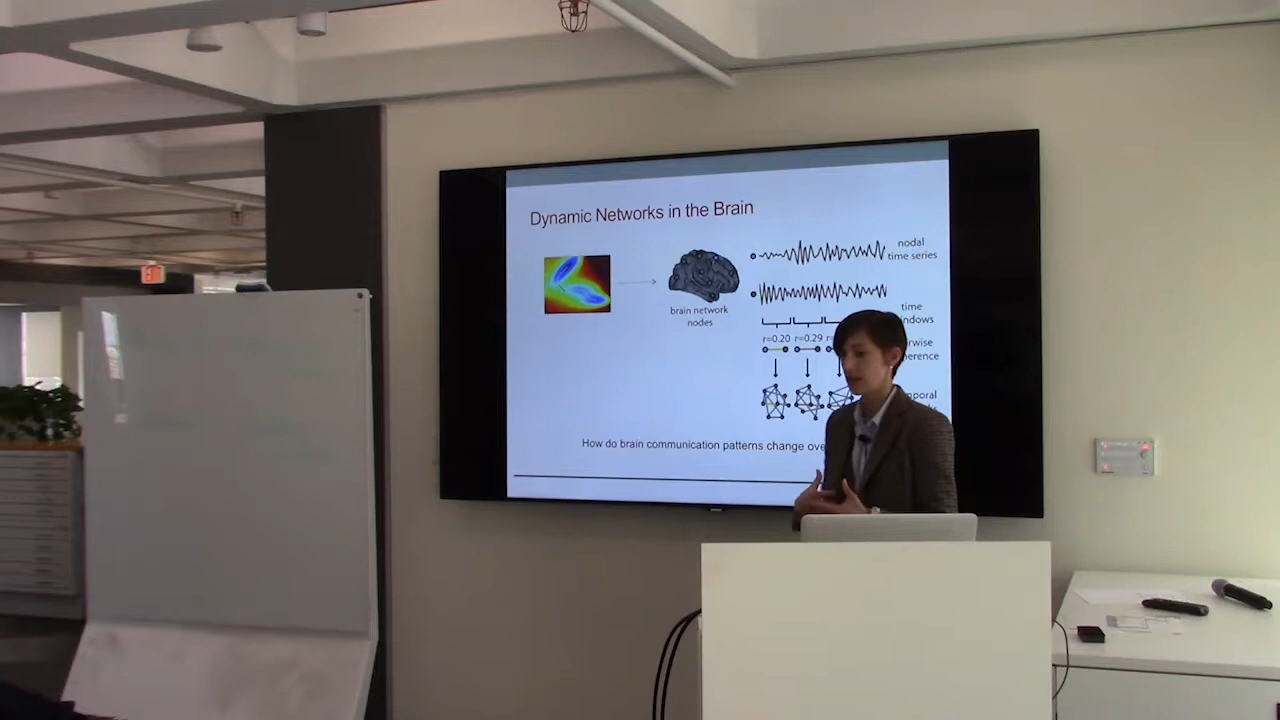 Dynamic Networks in the Brain
nodal
time series
brain network
nodes
time
r=0.20 r=0.29
How do brain communication patterns change